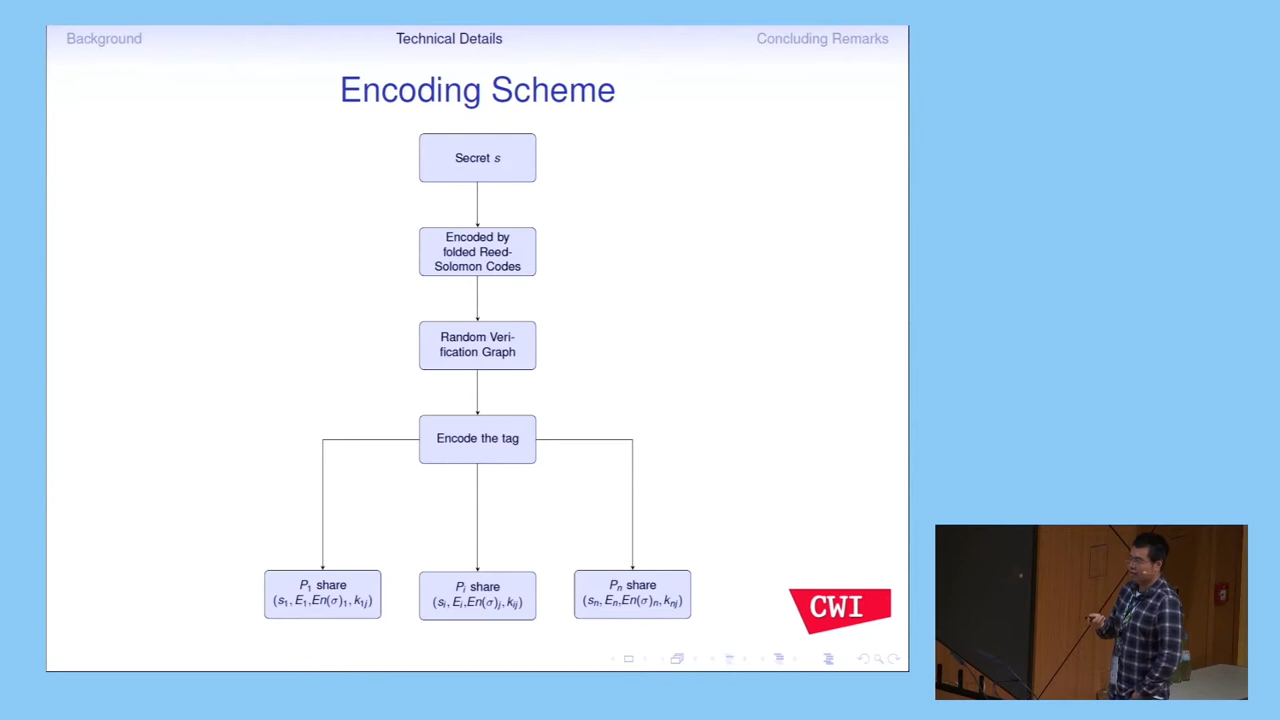 Background Technical Details Concluding Remarks
Encoding Scheme
Secret s
Encoded by
folded Reed-
Solomon Codes
Random Veri-
fication Graph
Encode the tag
P₁ share
(s₁, E₁,En(σ)₁, k₁ⱼ)
Pᵢ share
(sᵢ, Eᵢ,En(σ)ⱼ, kᵢⱼ)
Pₙ share
(sₙ, Eₙ,En(σ)ₙ, kₙⱼ)
CWI